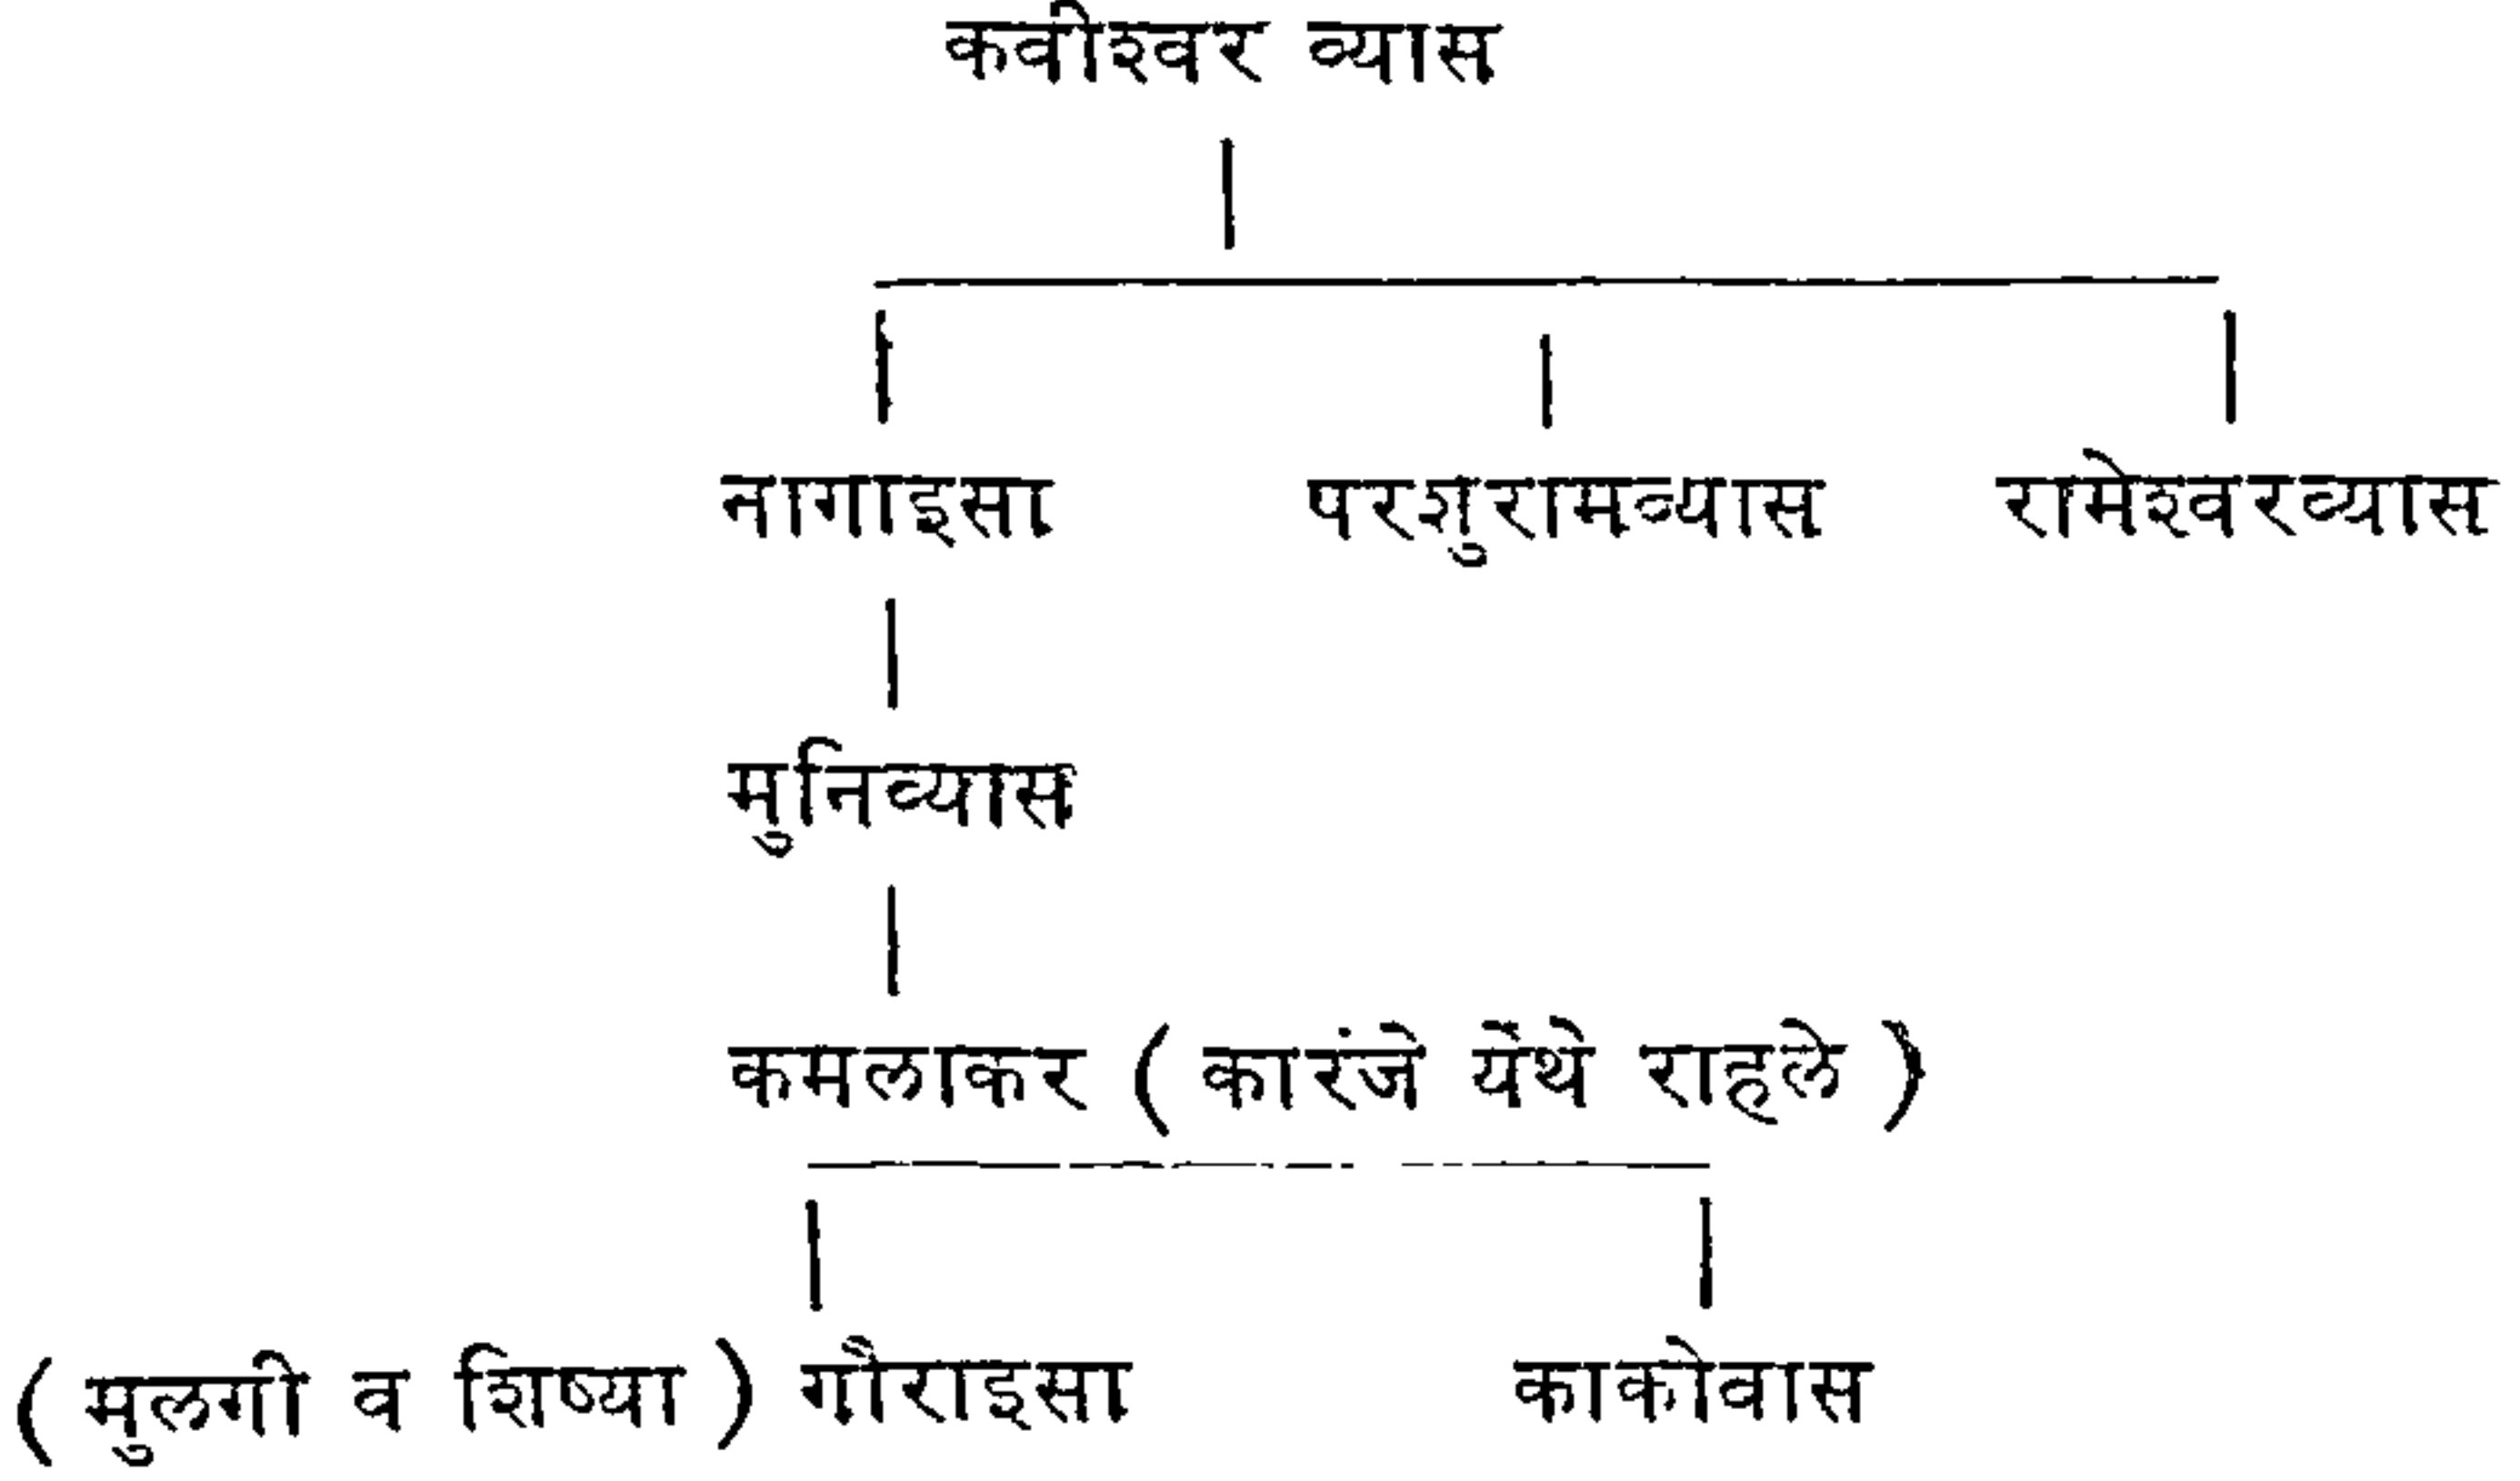 कवीश्वर व्यास
नागाइसा परशुरामव्यास रामेश्वरव्यास
मुनिव्यास
कमलाकर ( कारंजे येथे राहले )
( मुलगी व शिष्या ) गौराइसा काकोवास